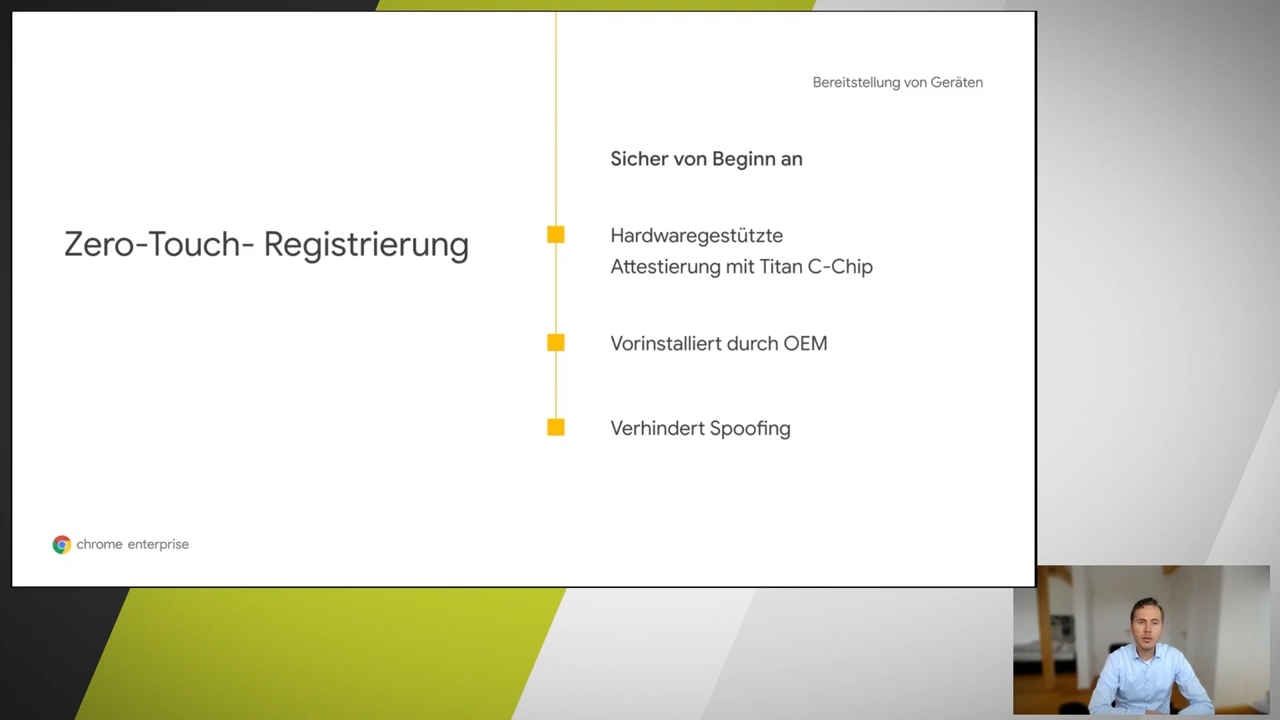 Bereitstellung von Geräten
Zero-Touch- Registrierung
Sicher von Beginn an
Hardwaregestützte
Attestierung mit Titan C-Chip
Vorinstalliert durch OEM
Verhindert Spoofing
chrome enterprise